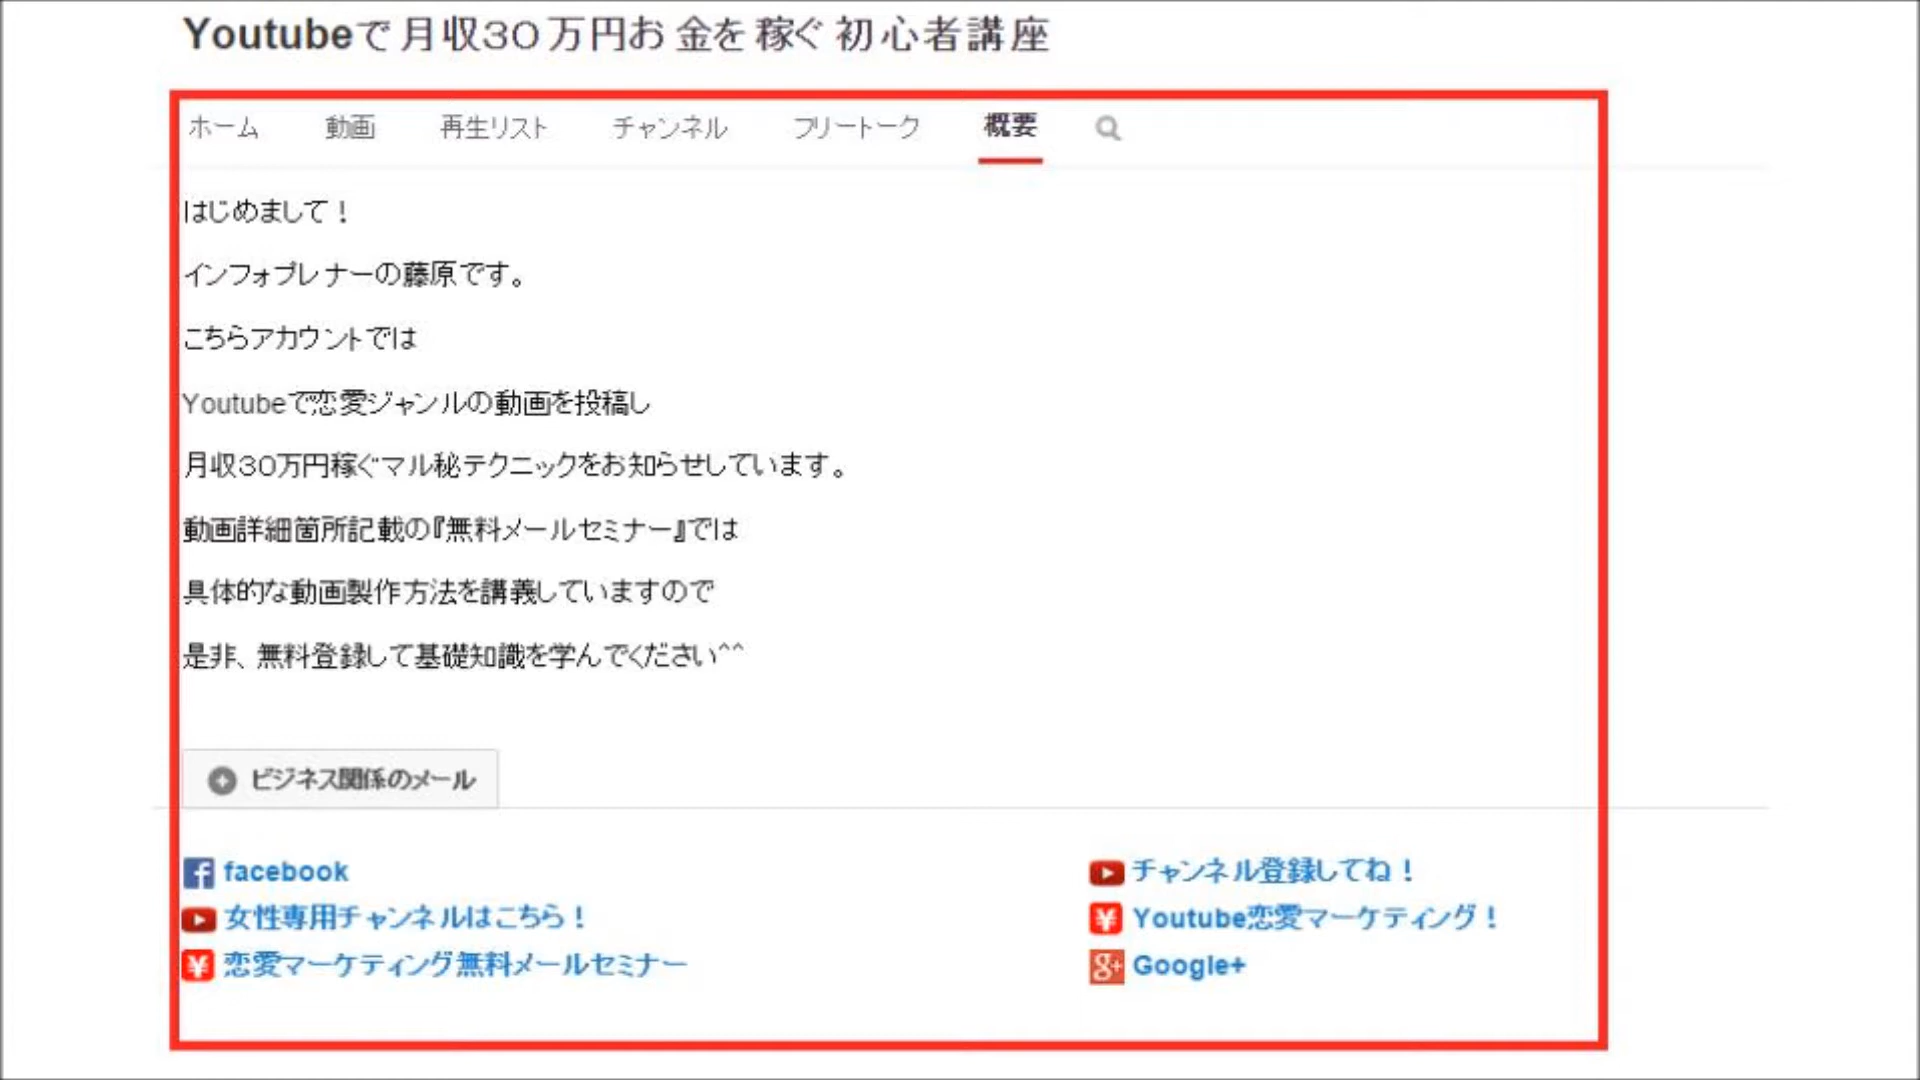 Youtubeで月収30万円お金を稼ぐ初心者講座
ホーム 動画 再生リスト チャンネル フリートーク 概要
はじめまして！
インフォプレナーの藤原です。
こちらアカウントでは
Youtubeで恋愛ジャンルの動画を投稿し
月収30万円稼ぐマル秘テクニックをお知らせしています。
動画詳細箇所記載の『無料メールセミナー』では
具体的な動画製作方法を講義していますので
是非、無料登録して基礎知識を学んでください^^
ビジネス関係のメール
facebook チャンネル登録してね！
女性専用チャンネルはこちら！ Youtube恋愛マーケティング！
恋愛マーケティング無料メールセミナー Google+